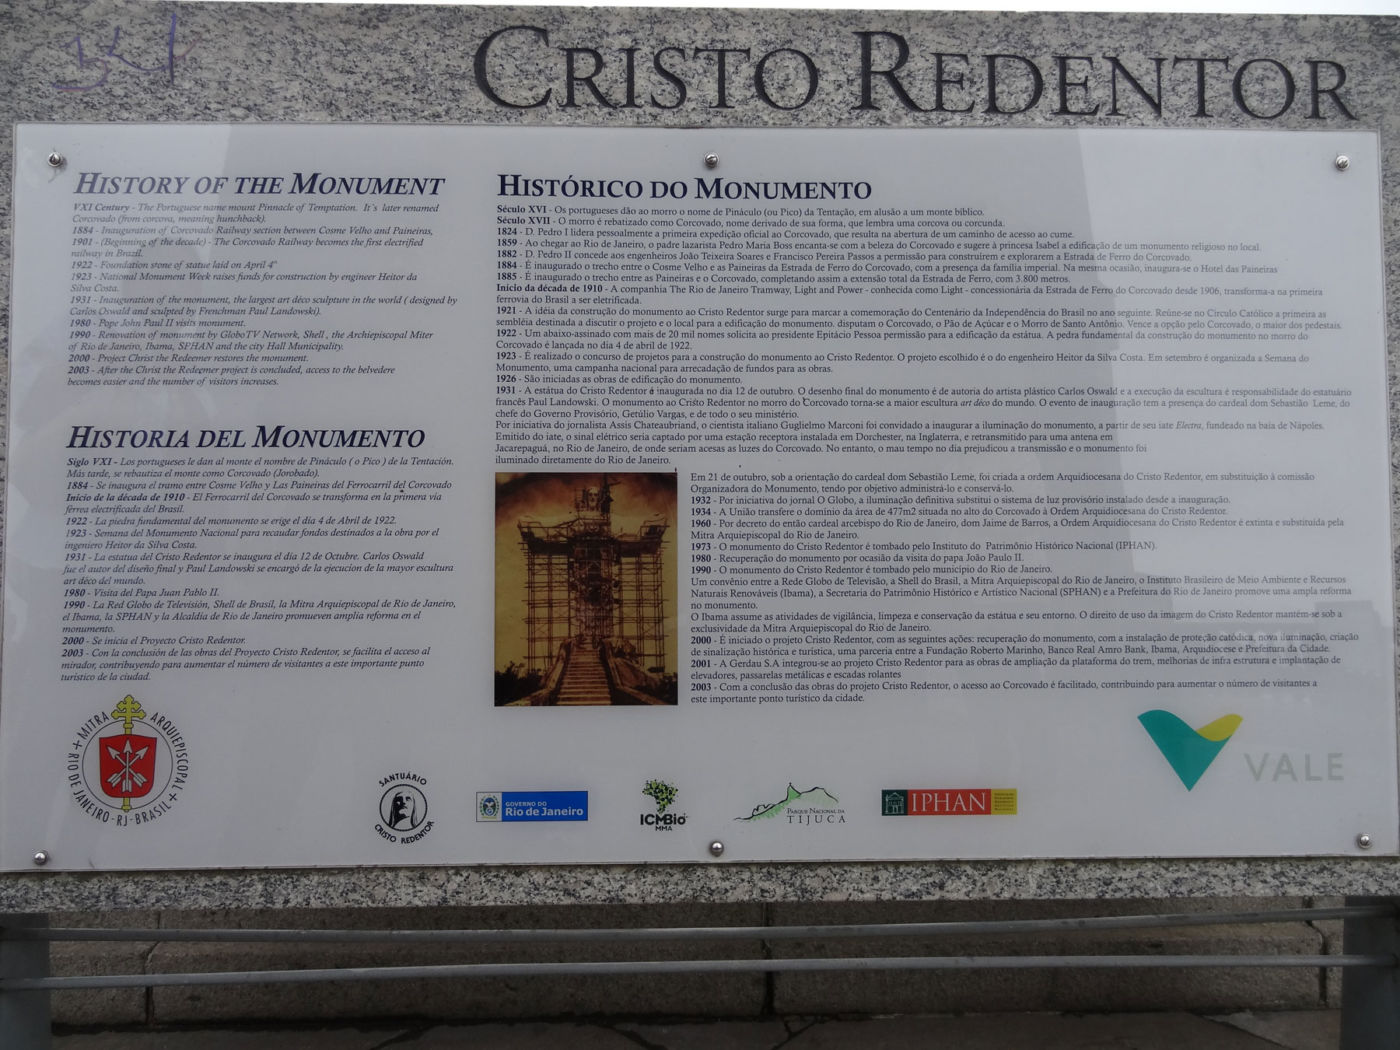 CRISTO REDENTOR
HISTORY OF THE MONUMENT
VXI Century - The Portuguese name mount Pinnacle of Temptation. It´s later renamed
Corcovado (from corcova, meaning hunchback).
1884 - Inauguration of Corcovado Railway section between Cosme Velho and Paineiras,
1901 - (Beginning of the decade) - The Corcovado Railway becomes the first electrified
railway in Brazil.
1922 - Foundation stone of statue laid on April 4º
1923 - National Monument Week raises funds for construction by engineer Heitor da
Silva Costa.
1931 - Inauguration of the monument, the largest art déco sculpture in the world ( designed by
Carlos Oswald and sculpted by Frenchman Paul Landowski).
1980 - Pope John Paul II visits monument.
1990 - Renovation of monument by GloboTV Network, Shell , the Archiepiscopal Miter
of Rio de Janeiro, Ibama, SPHAN and the city Hall Municipality.
2000 - Project Christ the Redeemer restores the monument.
2003 - After the Christ the Redeemer project is concluded, access to the belvedere
becomes easier and the number of visitors increases.
HISTORIA DEL MONUMENTO
Siglo VXI - Los portugueses le dan al monte el nombre de Pináculo ( o Pico ) de la Tentación.
Más tarde, se rebautiza el monte como Corcovado (Jorobado).
1884 - Se inaugura el tramo entre Cosme Velho y Las Paineiras del Ferrocarril del Corcovado
Início de la década de 1910 - El Ferrocarril del Corcovado se transforma en la primera via
férrea electrificada del Brasil.
1922 - La piedra fundamental del monumento se erige el día 4 de Abril de 1922.
1923 - Semana del Monumento Nacional para recaudar fondos destinados a la obra por el
ingeniero Heitor da Silva Costa.
1931 - La estatua del Cristo Redentor se inaugura el día 12 de Octubre. Carlos Oswald
fue el autor del diseño final y Paul Landowski se encargó de la ejecucíon de la mayor escultura
art déco del mundo.
1980 - Visita del Papa Juan Pablo II.
1990 - La Red Globo de Televisión, Shell de Brasil, la Mitra Arquiepiscopal de Rio de Janeiro,
el Ibama, la SPHAN y la Alcaldía de Rio de Janeiro promueven amplia reforma en el
monumento.
2000 - Se inicia el Proyecto Cristo Redentor.
2003 - Con la conclusión de las obras del Proyecto Cristo Redentor, se facilita el acceso al
mirador, contribuyendo para aumentar el número de visitantes a este importante punto
turístico de la ciudad.
HISTÓRICO DO MONUMENTO
Século XVI - Os portugueses dão ao morro o nome de Pináculo (ou Pico) da Tentação, em alusão a um monte bíblico.
Século XVII - O morro é rebatizado como Corcovado, nome derivado de sua forma, que lembra uma corcova ou corcunda.
1824 - D. Pedro I lidera pessoalmente a primeira expedição oficial ao Corcovado, que resulta na abertura de um caminho de acesso ao cume.
1859 - Ao chegar ao Rio de Janeiro, o padre lazarista Pedro Maria Boss encanta-se com a beleza do Corcovado e sugere à princesa Isabel a edificação de um monumento religioso no local.
1882 - D. Pedro II concede aos engenheiros João Teixeira Soares e Francisco Pereira Passos a permissão para construírem e explorarem a Estrada de Ferro do Corcovado.
1884 - É inaugurado o trecho entre o Cosme Velho e as Paineiras da Estrada de Ferro do Corcovado, com a presença da família imperial. Na mesma ocasião, inaugura-se o Hotel das Paineiras
1885 - É inaugurado o trecho entre as Paineiras e o Corcovado, completando assim a extensão total da Estrada de Ferro, com 3.800 metros.
Início da década de 1910 - A companhia The Rio de Janeiro Tramway, Light and Power - conhecida como Light - concessionária da Estrada de Ferro do Corcovado desde 1906, transforma-a na primeira
ferrovia do Brasil a ser eletrificada.
1921 - A idéia da construção do monumento ao Cristo Redentor surge para marcar a comemoração do Centenário da Independência do Brasil no ano seguinte. Reúne-se no Círculo Católico a primeira as
sembléia destinada a discutir o projeto e o local para a edificação do monumento. disputam o Corcovado, o Pão de Açúcar e o Morro de Santo Antônio. Vence a opção pelo Corcovado, o maior dos pedestais.
1922 - Um abaixo-assinado com mais de 20 mil nomes solicita ao presidente Epitácio Pessoa permissão para a edificação da estátua. A pedra fundamental da construção do monumento no morro do
Corcovado é lançada no dia 4 de abril de 1922.
1923 - É realizado o concurso de projetos para a construção do monumento ao Cristo Redentor. O projeto escolhido é o do engenheiro Heitor da Silva Costa. Em setembro é organizada a Semana do
Monumento, uma campanha nacional para arrecadação de fundos para as obras.
1926 - São iniciadas as obras de edificação do monumento.
1931 - A estátua do Cristo Redentor é inaugurada no dia 12 de outubro. O desenho final do monumento é de autoria do artista plástico Carlos Oswald e a execução da escultura é responsabilidade do estatuário
francês Paul Landowski. O monumento ao Cristo Redentor no morro do Corcovado torna-se a maior escultura art déco do mundo. O evento de inauguração tem a presença do cardeal dom Sebastião Leme, do
chefe do Governo Provisório, Getúlio Vargas, e de todo o seu ministério.
Por iniciativa do jornalista Assis Chateaubriand, o cientista italiano Guglielmo Marconi foi convidado a inaugurar a iluminação do monumento, a partir de seu iate Electra, fundeado na baía de Nápoles.
Emitido do iate, o sinal elétrico seria captado por uma estação receptora instalada em Dorchester, na Inglaterra, e retransmitido para uma antena em
Jacarepaguá, no Rio de Janeiro, de onde seriam acesas as luzes do Corcovado. No entanto, o mau tempo no dia prejudicou a transmissão e o monumento foi
iluminado diretamente do Rio de Janeiro.
Em 21 de outubro, sob a orientação do cardeal dom Sebastião Leme, foi criada a ordem Arquidiocesana do Cristo Redentor, em substituição à comissão
Organizadora do Monumento, tendo por objetivo administrá-lo e conservá-lo.
1932 - Por iniciativa do jornal O Globo, a iluminação definitiva substitui o sistema de luz provisório instalado desde a inauguração.
1934 - A União transfere o domínio da área de 477m2 situada no alto do Corcovado à Ordem Arquidiocesana do Cristo Redentor.
1960 - Por decreto do então cardeal arcebispo do Rio de Janeiro, dom Jaime de Barros, a Ordem Arquidiocesana do Cristo Redentor é extinta e substituída pela
Mitra Arquiepiscopal do Rio de Janeiro.
1973 - O monumento do Cristo Redentor é tombado pelo Instituto do Patrimônio Histórico Nacional (IPHAN).
1980 - Recuperação do monumento por ocasião da visita do papa João Paulo II.
1990 - O monumento do Cristo Redentor é tombado pelo município do Rio de Janeiro.
Um convênio entre a Rede Globo de Televisão, a Shell do Brasil, a Mitra Arquiepiscopal do Rio de Janeiro, o Instituto Brasileiro de Meio Ambiente e Recursos
Naturais Renováveis (Ibama), a Secretaria do Patrimônio Histórico e Artístico Nacional (SPHAN) e a Prefeitura do Rio de Janeiro promove uma ampla reforma
no monumento.
O Ibama assume as atividades de vigilância, limpeza e conservação da estátua e seu entorno. O direito de uso da imagem do Cristo Redentor mantém-se sob a
exclusividade da Mitra Arquiepiscopal do Rio de Janeiro.
2000 - É iniciado o projeto Cristo Redentor, com as seguintes ações: recuperação do monumento, com a instalação de proteção catódica, nova iluminação, criação
de sinalização histórica e turística, uma parceria entre a Fundação Roberto Marinho, Banco Real Amro Bank, Ibama, Arquidiocese e Prefeitura da Cidade.
2001 - A Gerdau S.A integrou-se ao projeto Cristo Redentor para as obras de ampliação da plataforma do trem, melhorias de infra estrutura e implantação de
elevadores, passarelas metálicas e escadas rolantes
2003 - Com a conclusão das obras do projeto Cristo Redentor, o acesso ao Corcovado é facilitado, contribuindo para aumentar o número de visitantes a
este importante ponto turístico da cidade.
MITRA ARQUIEPISCOPAL + RIO DE JANEIRO - RJ - BRASIL +
SANTUÁRIO
CRISTO REDENTOR
GOVERNO DO
Rio de Janeiro
ICMBio
MMA
PARQUE NACIONAL DA
TIJUCA
IPHAN
VALE